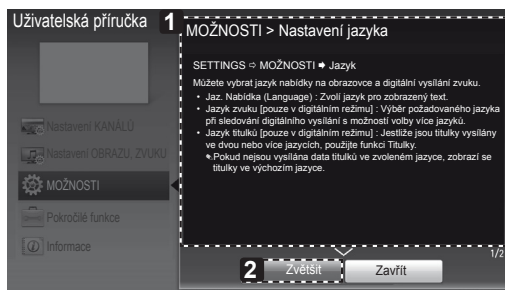 Uživatelská příručka
1
MOŽNOSTI > Nastavení jazyka
SETTINGS ⇨ MOŽNOSTI ➡ Jazyk
Můžete vybrat jazyk nabídky na obrazovce a digitální vysílání zvuku.
• Jaz. Nabídka (Language) : Zvolí jazyk pro zobrazený text.
• Jazyk zvuku [pouze v digitálním režimu] : Výběr požadovaného jazyka
při sledování digitálního vysílání s možností volby více jazyků.
• Jazyk titulků [pouze v digitálním režimu] : Jestliže jsou titulky vysílány
ve dvou nebo více jazycích, použijte funkci Titulky.
Pokud nejsou vysílána data titulků ve zvoleném jazyce, zobrazí se
titulky ve výchozím jazyce.
Nastavení KANÁLŮ
Nastavení OBRAZU, ZVUKU
MOŽNOSTI
Pokročilé funkce
Informace
1/2
2
Zvětšit
Zavřít